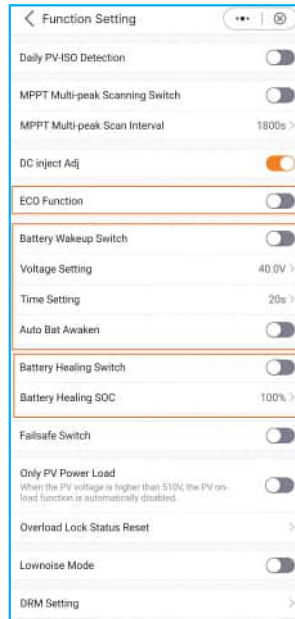 Function Setting
Daily PV-ISO Detection
MPPT Multi-peak Scanning Switch
MPPT Multi-peak Scan Interval 1800s
DC inject Adj
ECO Function
Battery Wakeup Switch
Voltage Setting 40.0V
Time Setting 20s
Auto Bat Awaken
Battery Healing Switch
Battery Healing SOC 100%
Failsafe Switch
Only PV Power Load
When the PV voltage is higher than 510V, the PV on-
load function is automatically disabled.
Overload Lock Status Reset
Lownoise Mode
DRM Setting